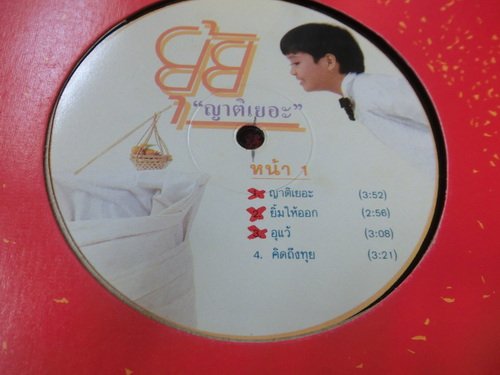 ยุ้ย
"ญาติเยอะ"
หน้า 1
ญาติเยอะ (3:52)
ยิ้มให้ออก (2:56)
อุแว้ (3:08)
4. คิดถึงทุย (3:21)